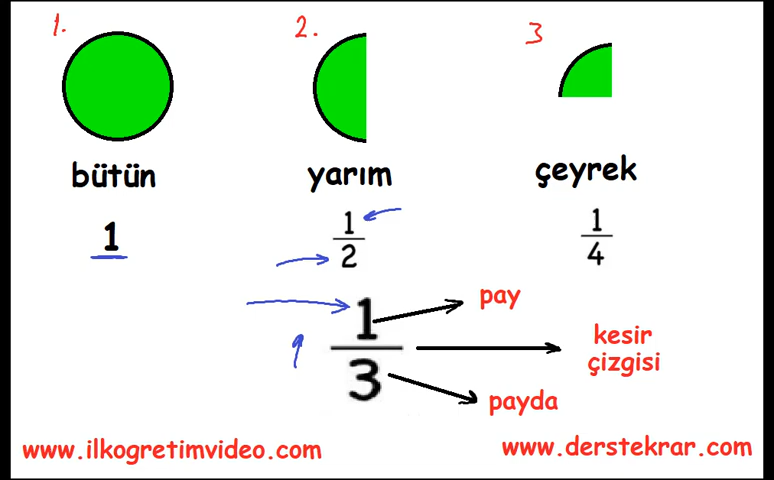 1.
2.
3
bütün
yarım
çeyrek
1
1
2
1
4
1
3
pay
kesir
çizgisi
payda
www.ilkogretimvideo.com
www.derstekrar.com